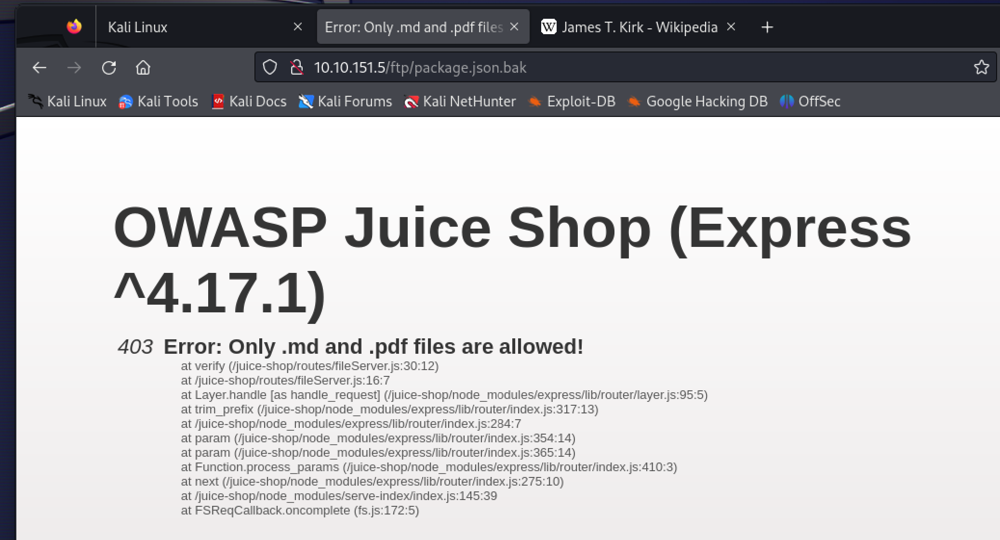 Kali Linux
Error: Only .md and .pdf files
James T. Kirk - Wikipedia
10.10.151.5/ftp/package.json.bak
Kali Linux Kali Tools Kali Docs Kali Forums Kali NetHunter Exploit-DB Google Hacking DB OffSec
OWASP Juice Shop (Express
^4.17.1)
403 Error: Only .md and .pdf files are allowed!
at verify (/juice-shop/routes/fileServer.js:30:12)
at /juice-shop/routes/fileServer.js:16:7
at Layer.handle [as handle_request] (/juice-shop/node_modules/express/lib/router/layer.js:95:5)
at trim_prefix (/juice-shop/node_modules/express/lib/router/index.js:317:13)
at /juice-shop/node_modules/express/lib/router/index.js:284:7
at param (/juice-shop/node_modules/express/lib/router/index.js:354:14)
at param (/juice-shop/node_modules/express/lib/router/index.js:365:14)
at Function.process_params (/juice-shop/node_modules/express/lib/router/index.js:410:3)
at next (/juice-shop/node_modules/express/lib/router/index.js:275:10)
at /juice-shop/node_modules/serve-index/index.js:145:39
at FSReqCallback.oncomplete (fs.js:172:5)